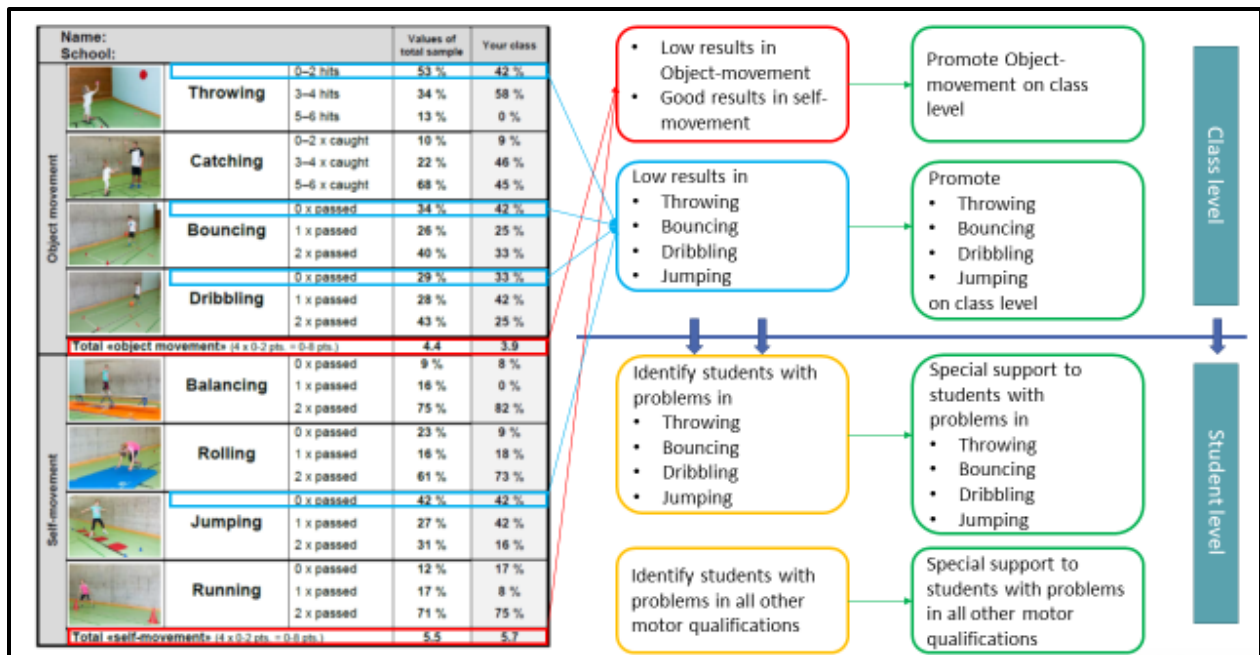 Name:
School:
Values of total sample
Your class
Object movement
Throwing
0–2 hits 53 % 42 %
3–4 hits 34 % 58 %
5–6 hits 13 % 0 %
Catching
0–2 x caught 10 % 9 %
3–4 x caught 22 % 46 %
5–6 x caught 68 % 45 %
Bouncing
0 x passed 34 % 42 %
1 x passed 26 % 25 %
2 x passed 40 % 33 %
Dribbling
0 x passed 29 % 33 %
1 x passed 28 % 42 %
2 x passed 43 % 25 %
Total «object movement» (4 x 0-2 pts. = 0-8 pts.) 4.4 3.9
Self-movement
Balancing
0 x passed 9 % 8 %
1 x passed 16 % 0 %
2 x passed 75 % 82 %
Rolling
0 x passed 23 % 9 %
1 x passed 16 % 18 %
2 x passed 61 % 73 %
Jumping
0 x passed 42 % 42 %
1 x passed 27 % 42 %
2 x passed 31 % 16 %
Running
0 x passed 12 % 17 %
1 x passed 17 % 8 %
2 x passed 71 % 75 %
Total «self-movement» (4 x 0-2 pts. = 0-8 pts.) 5.5 5.7
• Low results in
Object-movement
• Good results in self-
movement
Promote Object-
movement on class
level
Low results in
• Throwing
• Bouncing
• Dribbling
• Jumping
Promote
• Throwing
• Bouncing
• Dribbling
• Jumping
on class level
Class level
Identify students with
problems in
• Throwing
• Bouncing
• Dribbling
• Jumping
Special support to
students with
problems in
• Throwing
• Bouncing
• Dribbling
• Jumping
Identify students with
problems in all other
motor qualifications
Special support to
students with problems
in all other motor
qualifications
Student level